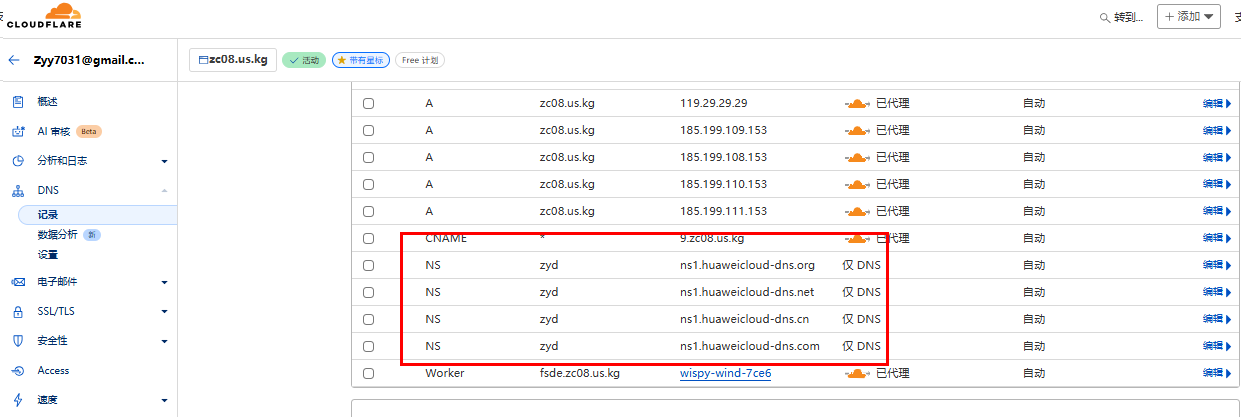 CLOUDFLARE
转到...
添加
支
Zyy7031@gmail.c...
zc08.us.kg
活动
带有星标
Free 计划
概述
AI 审核 Beta
分析和日志
DNS
记录
数据分析 新
设置
电子邮件
SSL/TLS
安全性
Access
速度
A zc08.us.kg 119.29.29.29 已代理 自动 编辑
A zc08.us.kg 185.199.109.153 已代理 自动 编辑
A zc08.us.kg 185.199.108.153 已代理 自动 编辑
A zc08.us.kg 185.199.110.153 已代理 自动 编辑
A zc08.us.kg 185.199.111.153 已代理 自动 编辑
CNAME * 9.zc08.us.kg 已代理 自动 编辑
NS zyd ns1.huaweicloud-dns.org 仅 DNS 自动 编辑
NS zyd ns1.huaweicloud-dns.net 仅 DNS 自动 编辑
NS zyd ns1.huaweicloud-dns.cn 仅 DNS 自动 编辑
NS zyd ns1.huaweicloud-dns.com 仅 DNS 自动 编辑
Worker fsde.zc08.us.kg wispy-wind-7ce6 已代理 自动 编辑